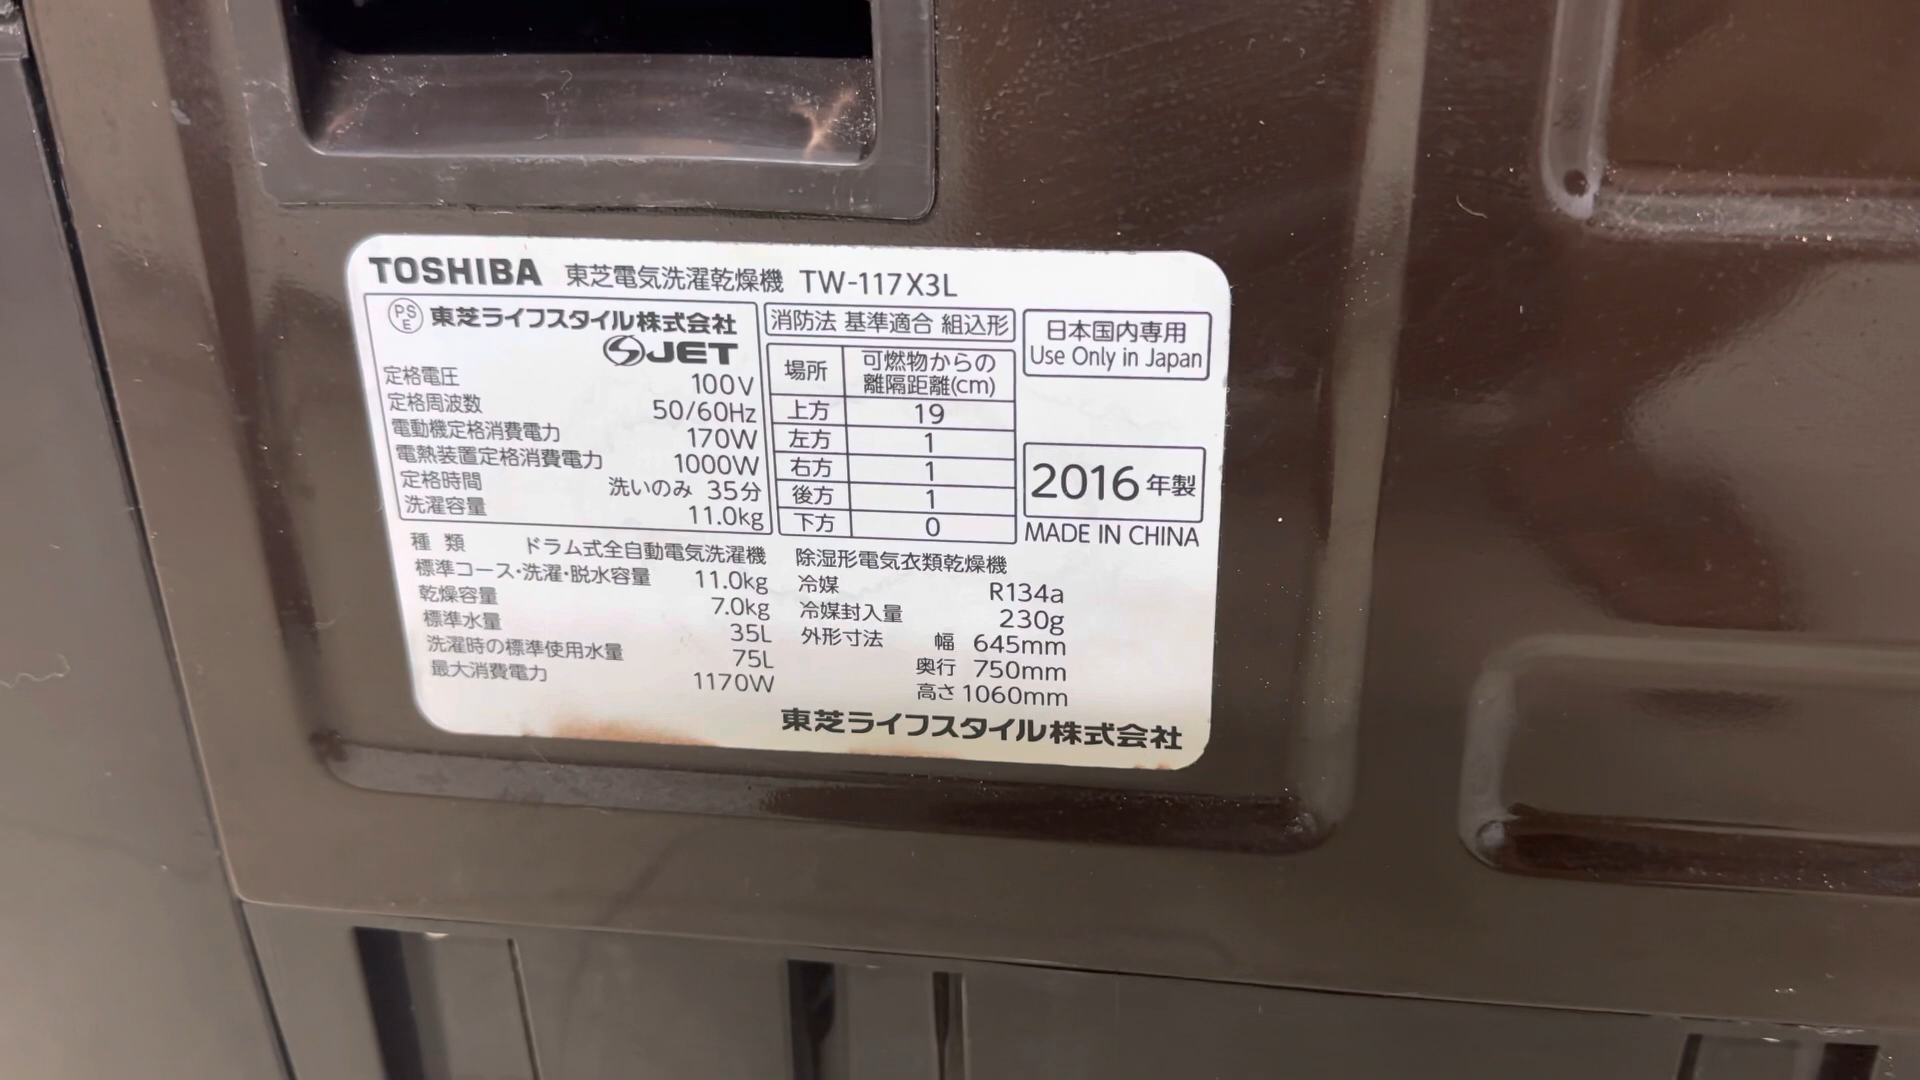 TOSHIBA 東芝電気洗濯乾燥機 TW-117X3L
PSE 東芝ライフスタイル株式会社
SJET
定格電圧 100V
定格周波数 50/60Hz
電動機定格消費電力 170W
電熱装置定格消費電力 1000W
定格時間 洗いのみ 35分
洗濯容量 11.0kg
消防法 基準適合 組込形
場所 可燃物からの離隔距離(cm)
上方 19
左方 1
右方 1
後方 1
下方 0
日本国内専用
Use Only in Japan
2016年製
MADE IN CHINA
種類 ドラム式全自動電気洗濯機
標準コース・洗濯・脱水容量 11.0kg
乾燥容量 7.0kg
標準水量 35L
洗濯時の標準使用水量 75L
最大消費電力 1170W
除湿形電気衣類乾燥機
冷媒 R134a
冷媒封入量 230g
外形寸法 幅 645mm
奥行 750mm
高さ 1060mm
東芝ライフスタイル株式会社